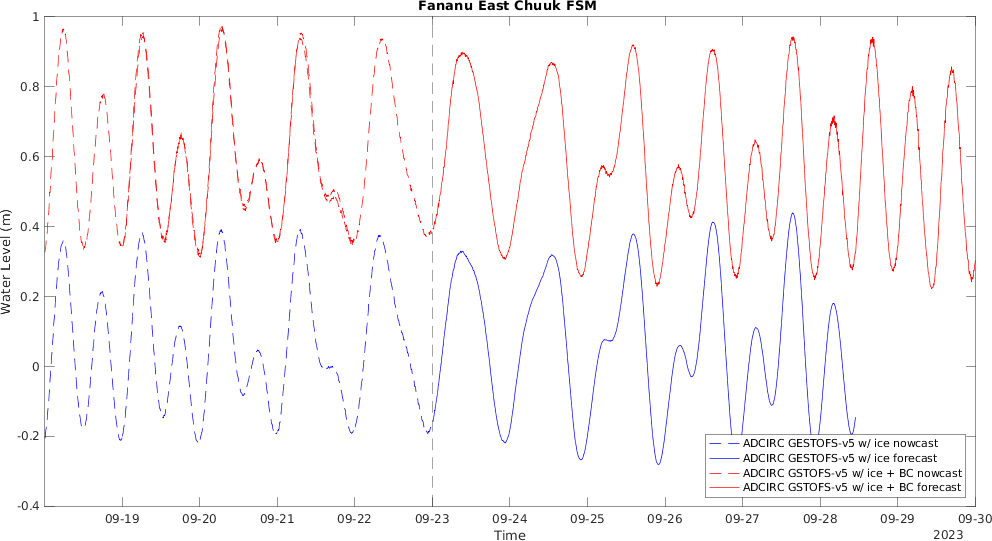 Fananu East Chuuk FSM
1
0.8
0.6
0.4
0.2
0
-0.2
-0.4
Water Level (m)
ADCIRC GESTOFS-v5 w/ ice nowcast
ADCIRC GESTOFS-v5 w/ ice forecast
ADCIRC GSTOFS-v5 w/ ice + BC nowcast
ADCIRC GSTOFS-v5 w/ ice + BC forecast
09-19 09-20 09-21 09-22 09-23 09-24 09-25 09-26 09-27 09-28 09-29 09-30
Time
2023